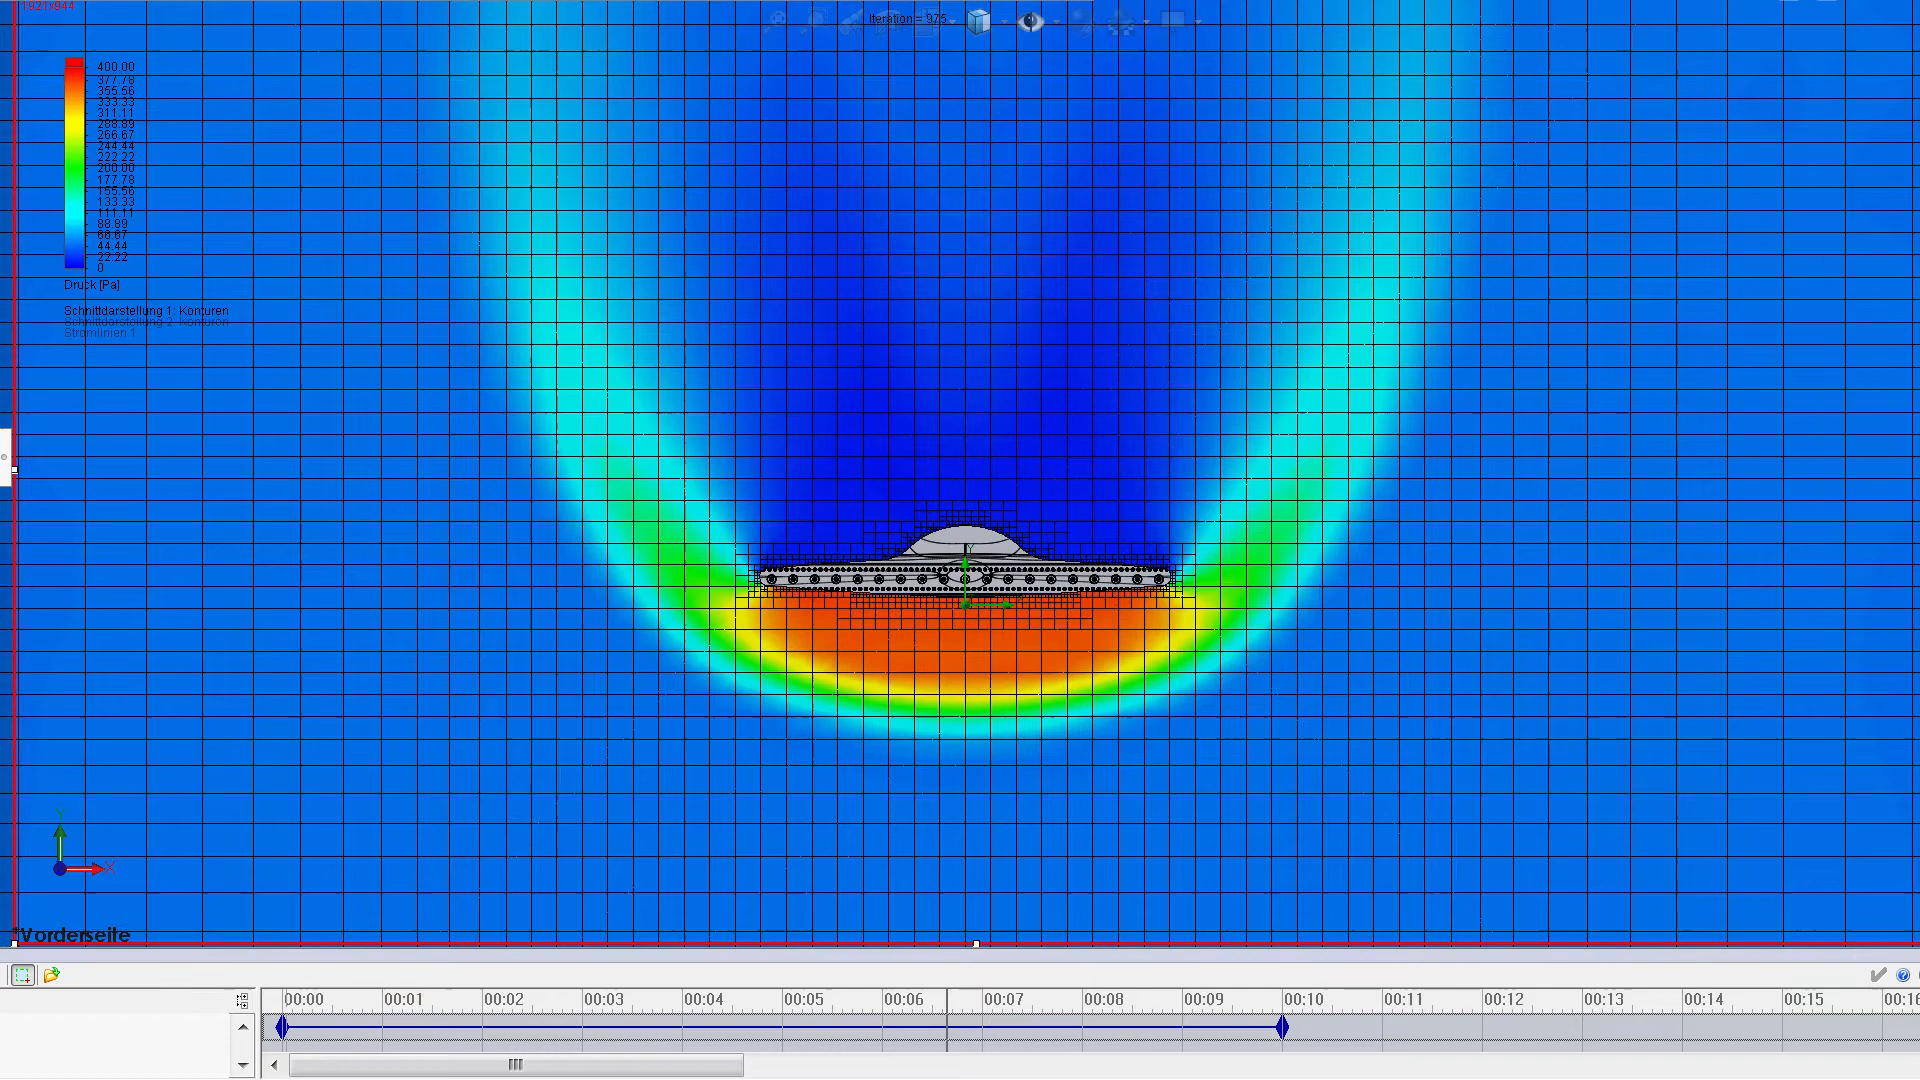 1921x944
Iteration = 975
400.00
377.78
355.56
333.33
311.11
288.89
266.67
244.44
222.22
200.00
177.78
155.56
133.33
111.11
88.89
66.67
44.44
22.22
0
Druck [Pa]
Schnittdarstellung 1: Konturen
Schnittdarstellung 2: Konturen
Stromlinien 1
Y
Y
X
*Vorderseite
00:00 00:01 00:02 00:03 00:04 00:05 00:06 00:07 00:08 00:09 00:10 00:11 00:12 00:13 00:14 00:15 00:16